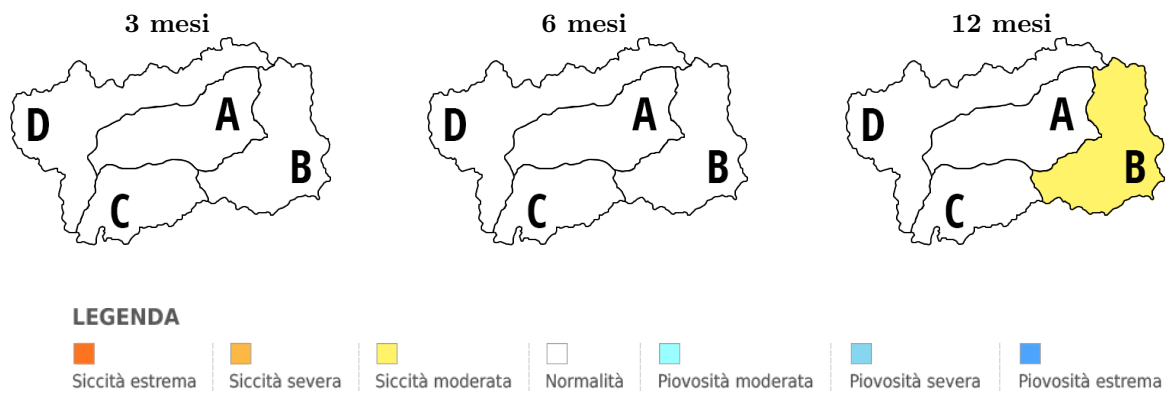 3 mesi 6 mesi 12 mesi
A A A
D D D
B B B
C C C
LEGENDA
Siccità estrema Siccità severa Siccità moderata Normalità Piovosità moderata Piovosità severa Piovosità estrema